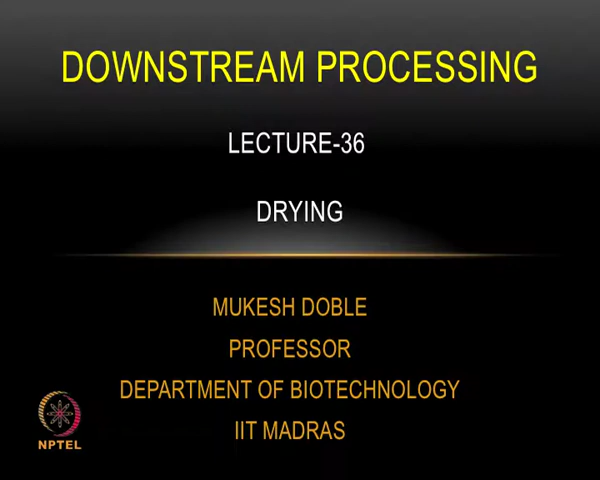 DOWNSTREAM PROCESSING
LECTURE-36
DRYING
MUKESH DOBLE
PROFESSOR
DEPARTMENT OF BIOTECHNOLOGY
IIT MADRAS
NPTEL